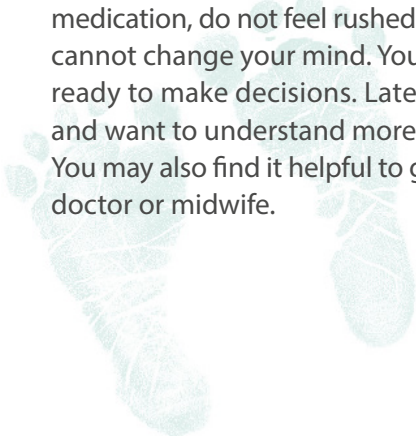 medication, do not feel rushed
cannot change your mind. You
ready to make decisions. Late
and want to understand more
You may also find it helpful to g
doctor or midwife.